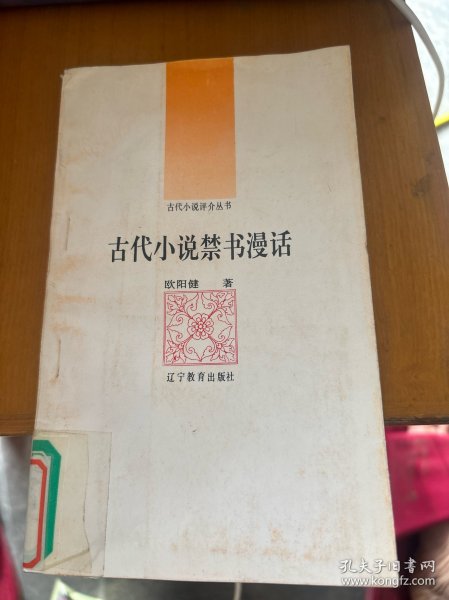 古代小说评介丛书
古代小说禁书漫话
欧阳健 著
辽宁教育出版社
孔夫子旧书网
www.kongfz.com